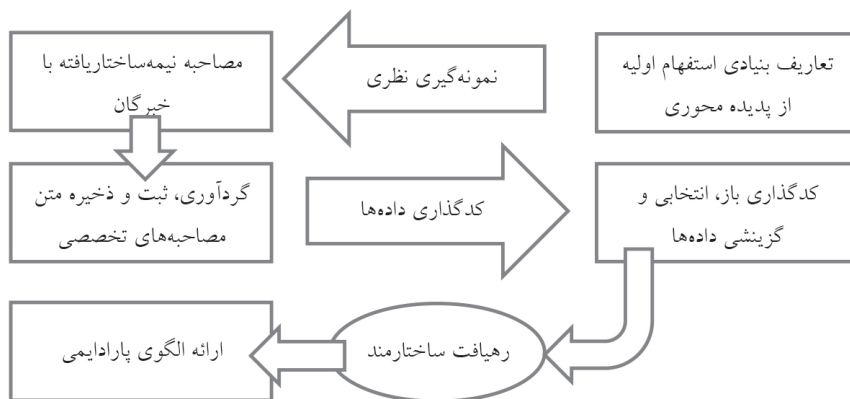 تعاریف بنیادی استفهام اولیه
از پدیده محوری
نمونه‌گیری نظری
مصاحبه نیمه‌ساختاریافته با
خبرگان
گردآوری، ثبت و ذخیره متن
مصاحبه‌های تخصصی
کدگذاری داده‌ها
کدگذاری باز، انتخابی و
گزینشی داده‌ها
رهیافت ساختارمند
ارائه الگوی پارادایمی